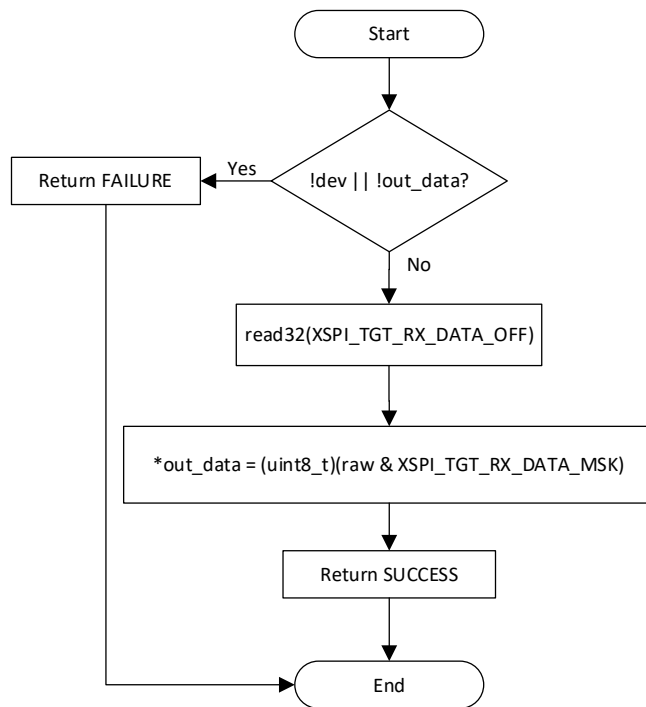 Start
!dev || !out_data?
Yes
Return FAILURE
No
read32(XSPI_TGT_RX_DATA_OFF)
*out_data = (uint8_t)(raw & XSPI_TGT_RX_DATA_MSK)
Return SUCCESS
End